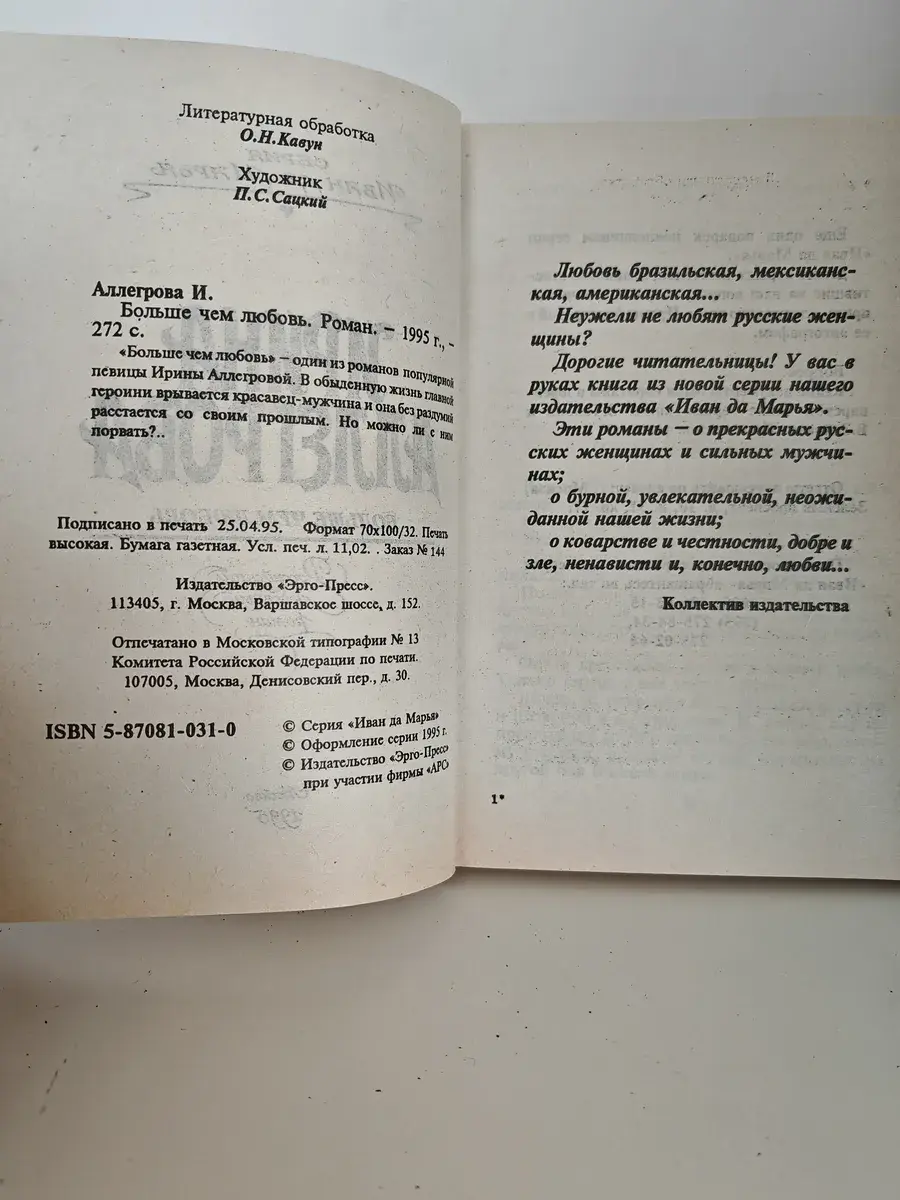 Литературная обработка
О.Н.Кавун
Художник
П.С.Сацкий
Аллегрова И.
Больше чем любовь. Роман. – 1995 г., –
272 с.
«Больше чем любовь» – один из романов популярной
певицы Ирины Аллегровой. В обыденную жизнь главной
героини врывается красавец-мужчина и она без раздумий
расстается со своим прошлым. Но можно ли с ним
порвать?..
Подписано в печать 25.04.95. Формат 70х100/32. Печать
высокая. Бумага газетная. Усл. печ. л. 11,02. . Заказ № 144
Издательство «Эрго-Пресс».
113405, г. Москва, Варшавское шоссе, д. 152.
Отпечатано в Московской типографии № 13
Комитета Российской Федерации по печати.
107005, Москва, Денисовский пер., д. 30.
ISBN 5-87081-031-0
© Серия «Иван да Марья»
© Оформление серии 1995 г.
© Издательство «Эрго-Пресс»
при участии фирмы «АРС
Любовь бразильская, мексиканс-
кая, американская...
Неужели не любят русские жен-
щины?
Дорогие читательницы! У вас в
руках книга из новой серии нашего
издательства «Иван да Марья».
Эти романы – о прекрасных рус-
ских женщинах и сильных мужчи-
нах;
о бурной, увлекательной, неожи-
данной нашей жизни;
о коварстве и честности, добре и
зле, ненависти и, конечно, любви...
Коллектив издательства
1*